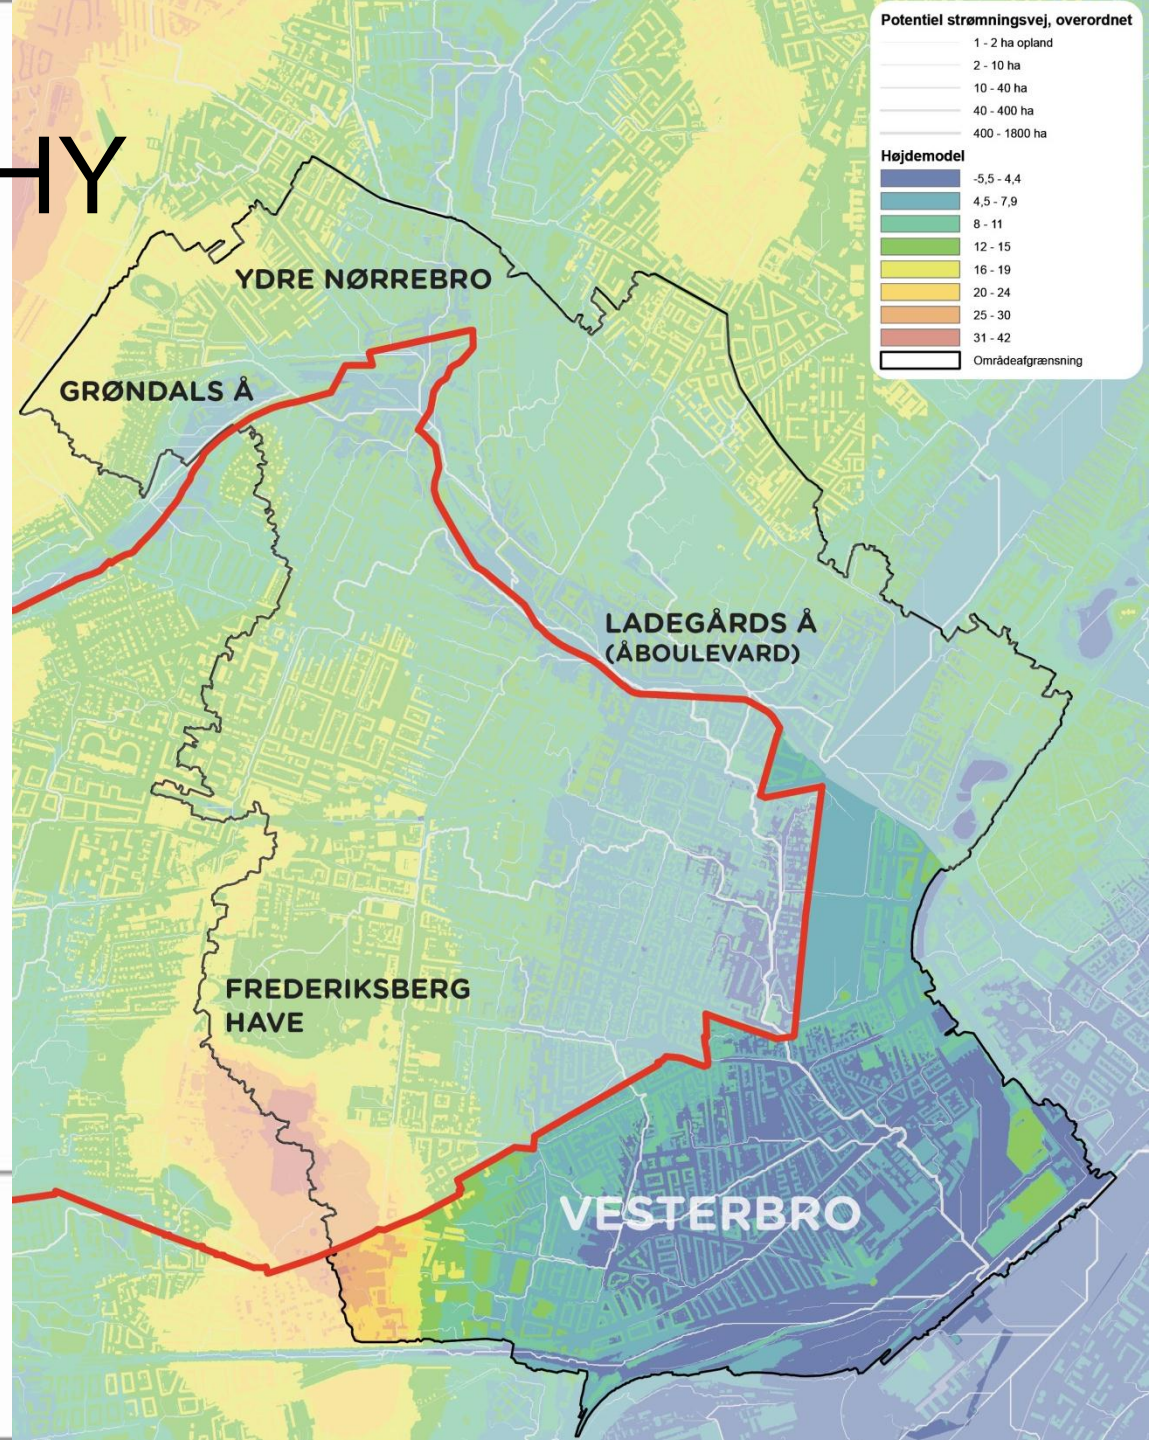 HY
Potentiel strømningsvej, overordnet
1 - 2 ha opland
2 - 10 ha
10 - 40 ha
40 - 400 ha
400 - 1800 ha
Højdemodel
-5,5 - 4,4
4,5 - 7,9
8 - 11
12 - 15
16 - 19
20 - 24
25 - 30
31 - 42
Områdeafgrænsning
YDRE NØRREBRO
GRØNDALS Å
LADEGÅRDS Å
(ÅBOULEVARD)
FREDERIKSBERG
HAVE
VESTERBRO